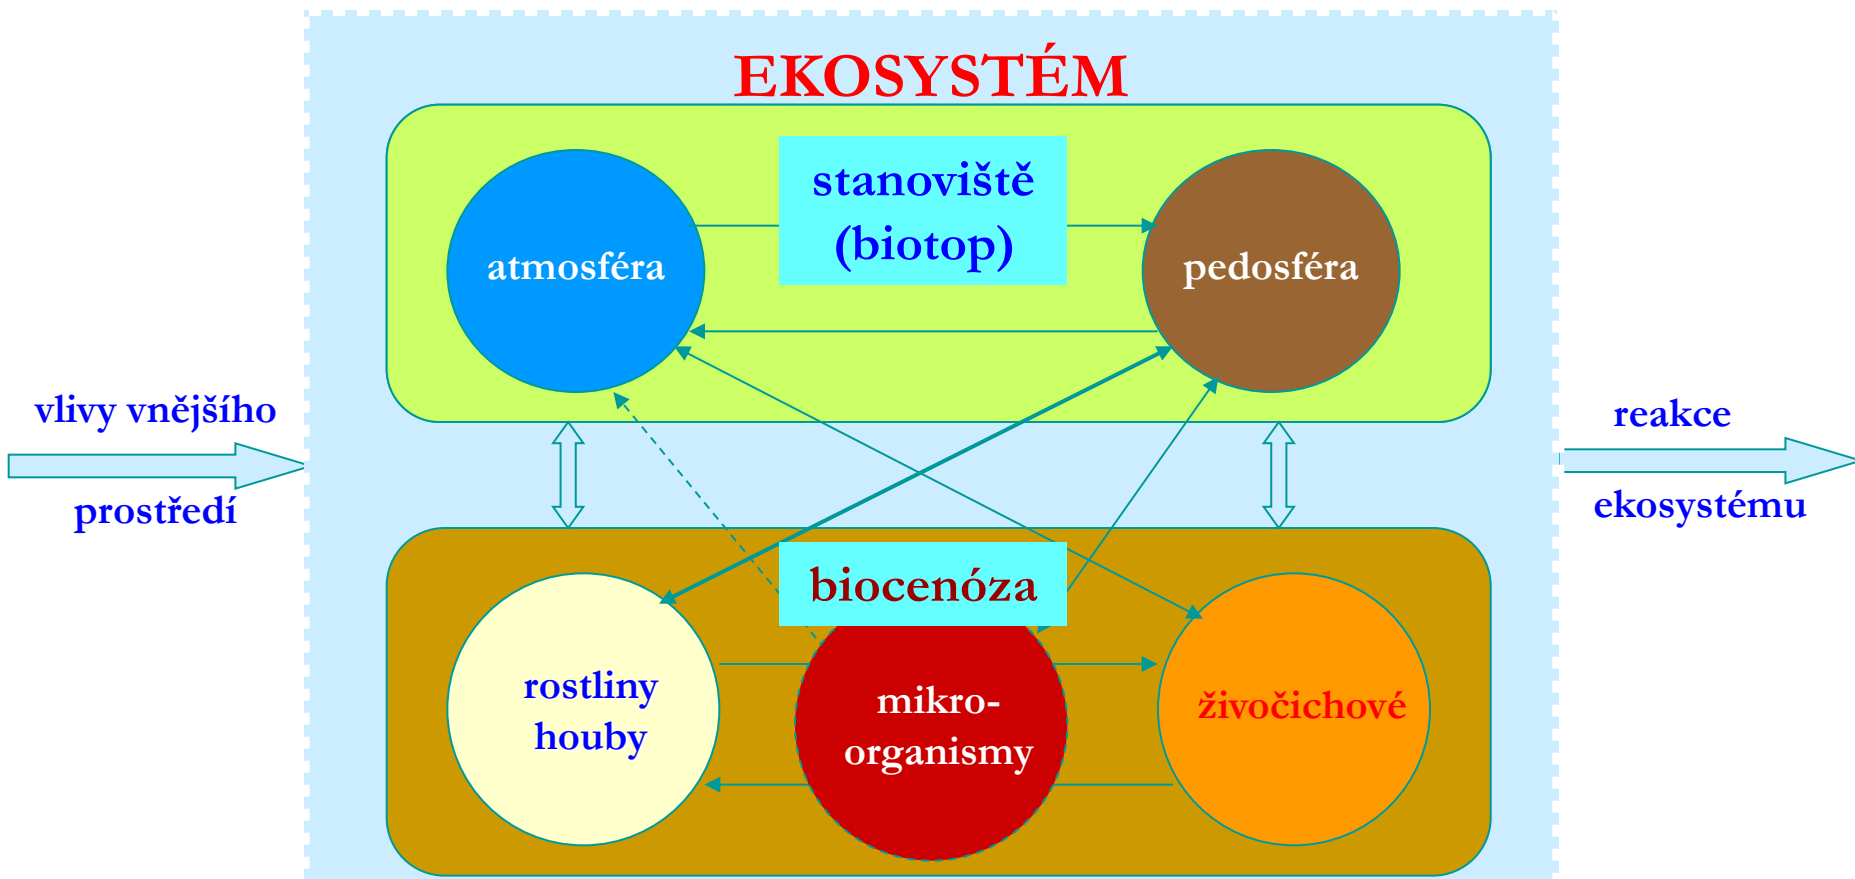 EKOSYSTÉM
stanoviště
(biotop)
atmosféra
pedosféra
vlivy vnějšího
prostředí
reakce
ekosystému
biocenóza
rostliny
houby
mikro-
organismy
živočichové